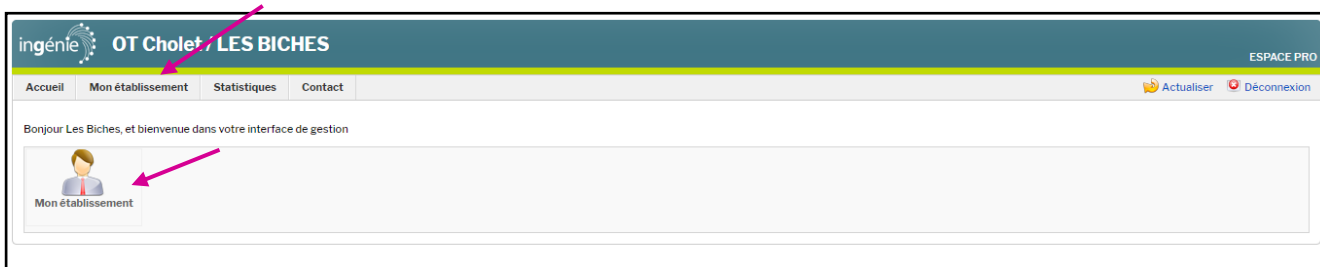 ingénie OT Cholet / LES BICHES
ESPACE PRO
Accueil Mon établissement Statistiques Contact Actualiser Déconnexion
Bonjour Les Biches, et bienvenue dans votre interface de gestion
Mon établissement